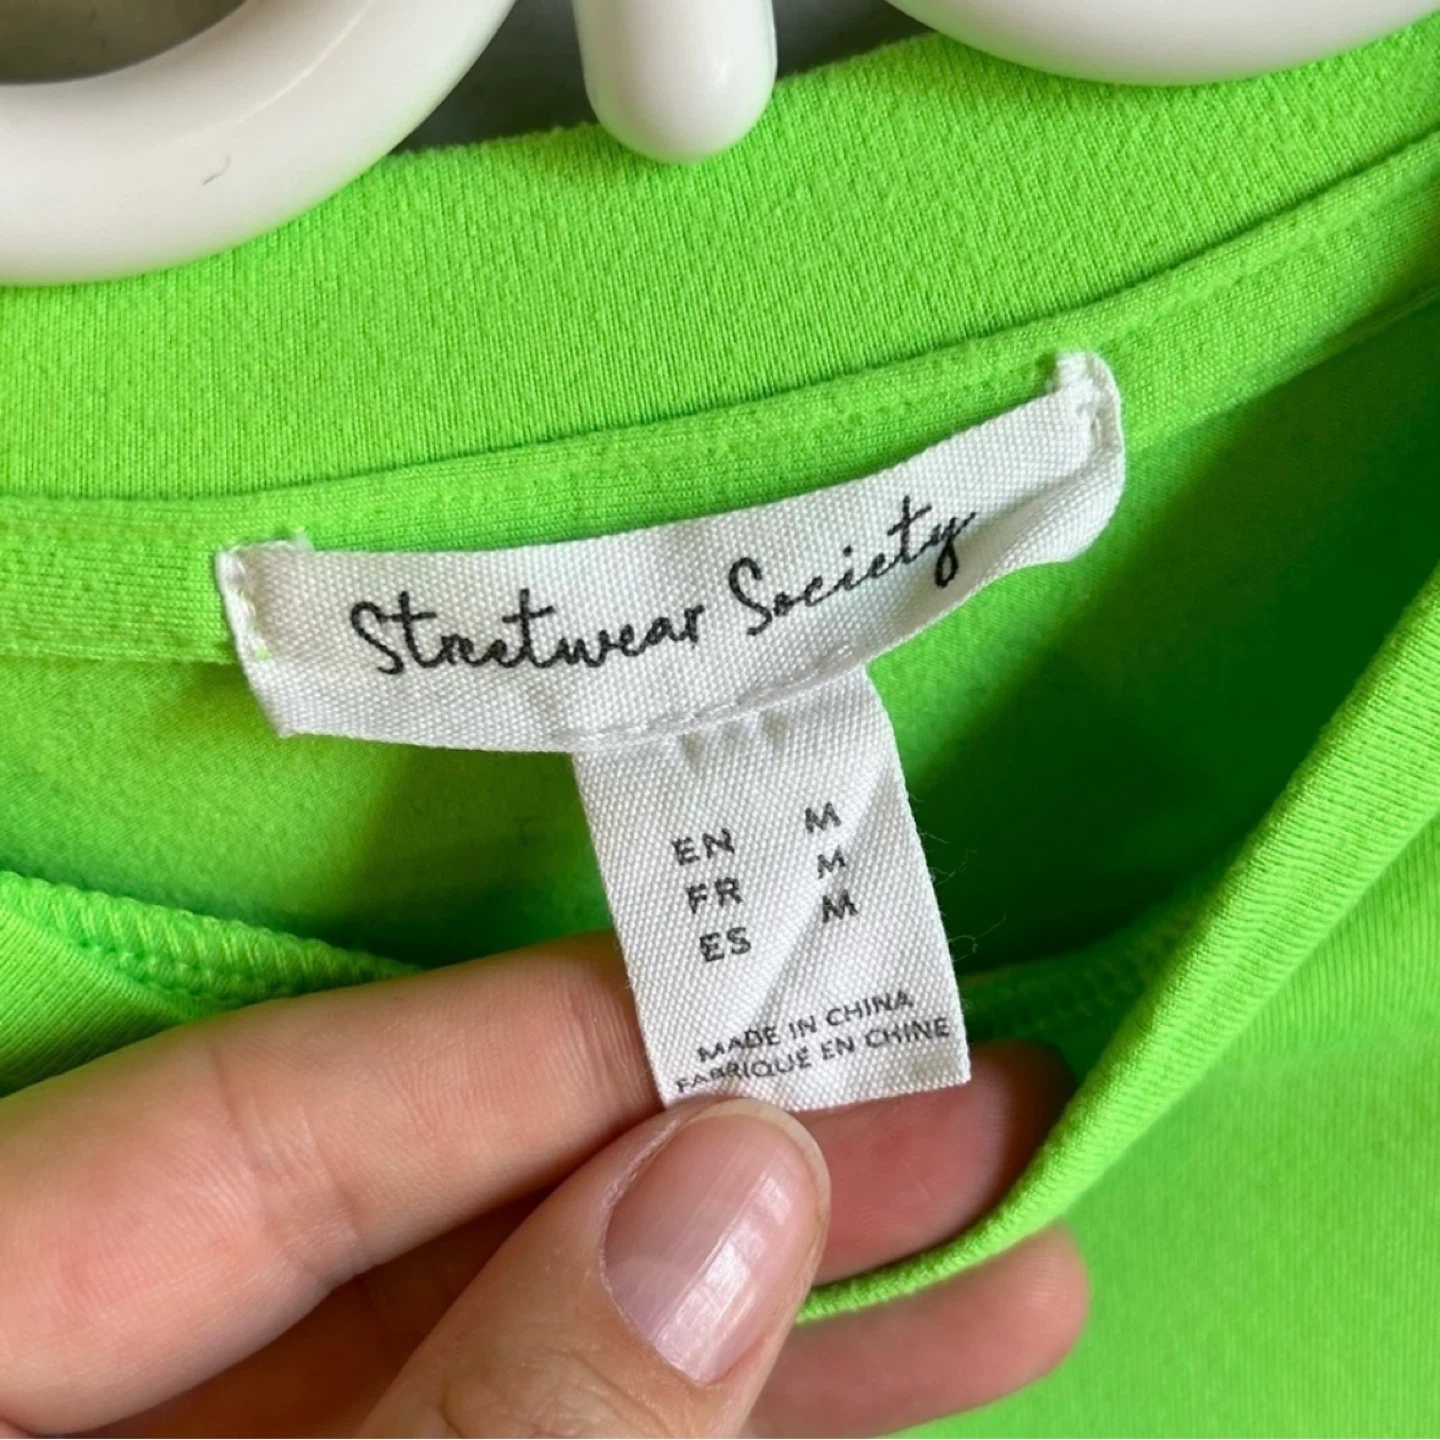 Streetwear Society
EN M
FR M
ES M
MADE IN CHINA
FABRIQUE EN CHINE